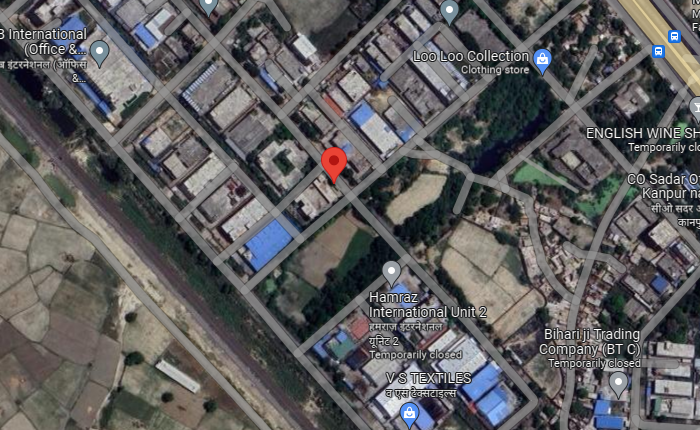 B International
(Office &...
ब इंटरनेशनल (ऑफिस
&...
Loo Loo Collection
Clothing store
ENGLISH WINE SH
Temporarily clo
CO Sadar Of
Kanpur na
सीओ सदर अ
कानपु
Hamraz
International Unit 2
हमराज इंटरनेशनल
यूनिट 2
Temporarily closed
V S TEXTILES
व एस टेक्सटाइल्स
Bihari ji Trading
Company (BT C)
Temporarily closed